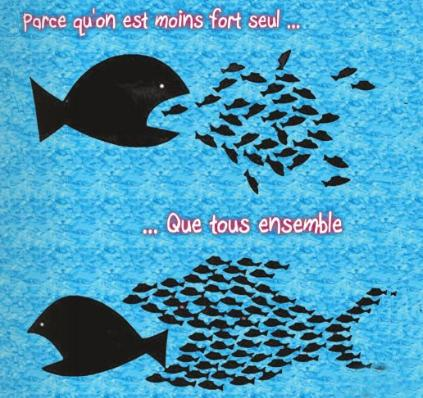 Parce qu'on est moins fort seul ...
... Que tous ensemble